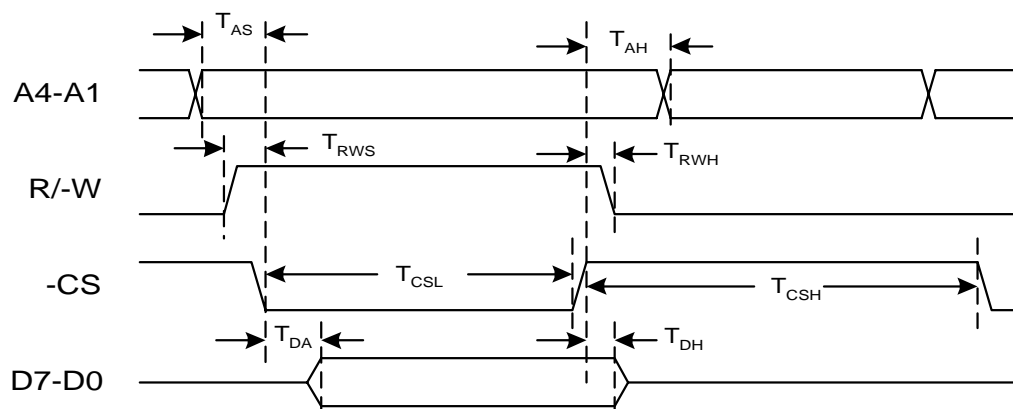 TAS
TAH
A4-A1
TRWS
TRWH
R/-W
TCSL
-CS
TCSH
TDA
TDH
D7-D0